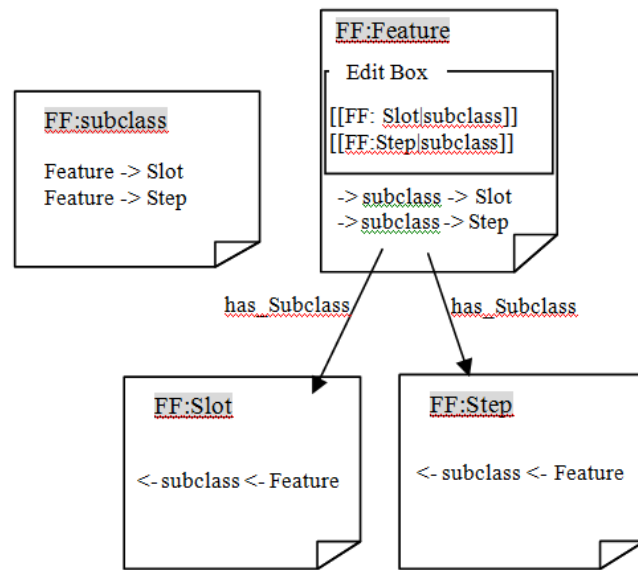 FF:Feature
Edit Box
[[FF: Slot|subclass]]
[[FF:Step|subclass]]
-> subclass -> Slot
-> subclass -> Step
FF:subclass
Feature -> Slot
Feature -> Step
has_Subclass
has_Subclass
FF:Slot
<- subclass <- Feature
FF:Step
<- subclass <- Feature